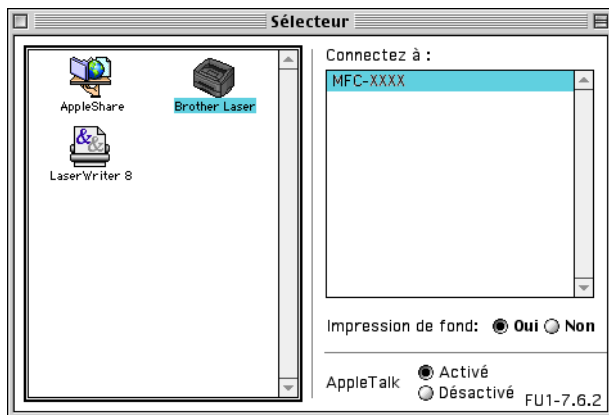 Sélecteur
AppleShare
Brother Laser
LaserWriter 8
Connectez à :
MFC-XXXX
Impression de fond: Oui Non
AppleTalk
Activé
Désactivé
FU1-7.6.2